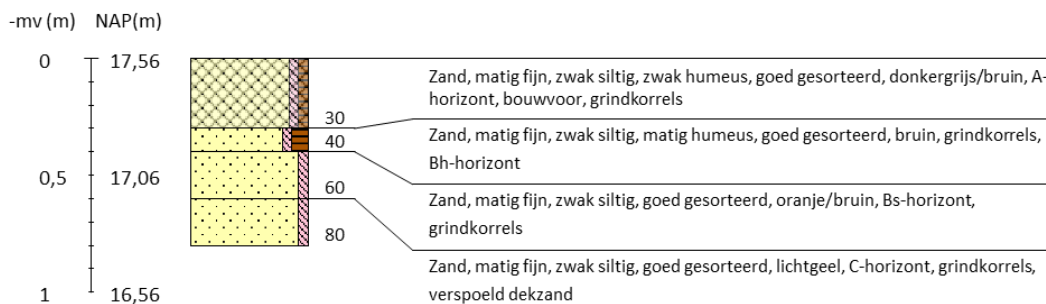 -mv (m) NAP(m)
0 17,56
Zand, matig fijn, zwak siltig, zwak humeus, goed gesorteerd, donkergrijs/bruin, A-
horizont, bouwvoor, grindkorrels
30
Zand, matig fijn, zwak siltig, matig humeus, goed gesorteerd, bruin, grindkorrels,
40
Bh-horizont
0,5 17,06
60
Zand, matig fijn, zwak siltig, goed gesorteerd, oranje/bruin, Bs-horizont,
grindkorrels
80
Zand, matig fijn, zwak siltig, goed gesorteerd, lichtgeel, C-horizont, grindkorrels,
verspoeld dekzand
1 16,56